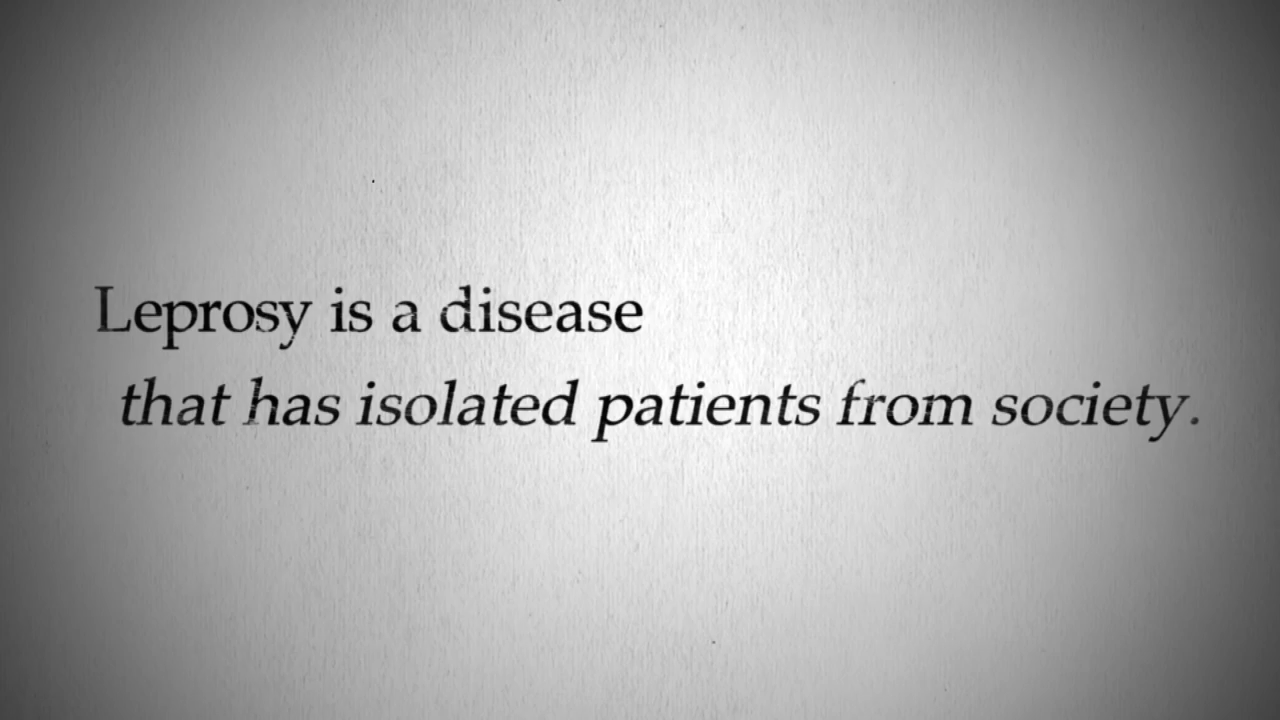 Leprosy is a disease
that has isolated patients from society.